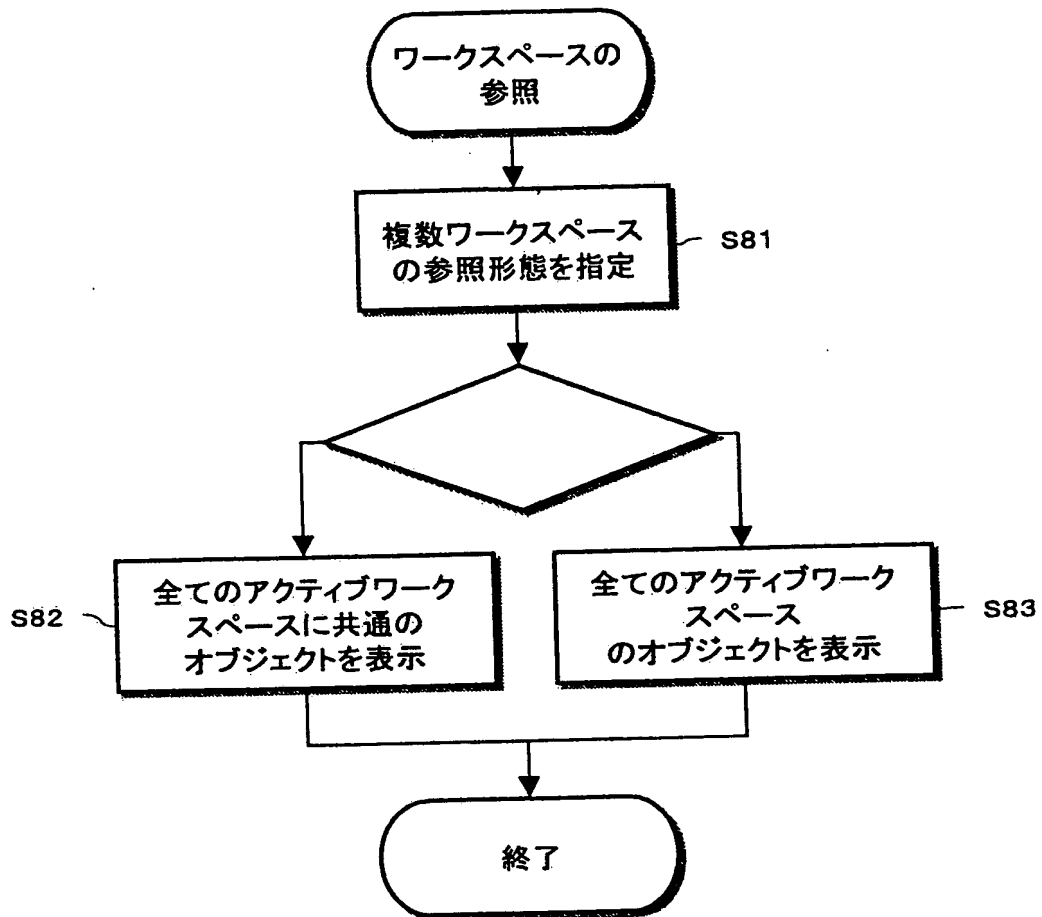 ワークスペースの
参照
複数ワークスペース
の参照形態を指定
S81
全てのアクティブワーク
スペースに共通の
オブジェクトを表示
S82
全てのアクティブワーク
スペース
のオブジェクトを表示
S83
終了